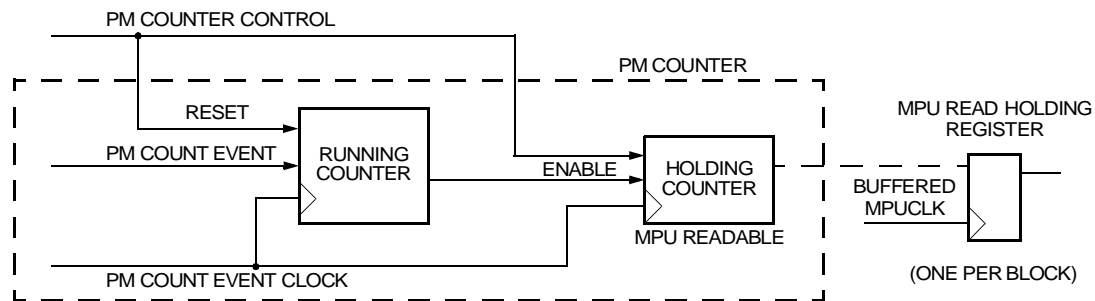 PM COUNTER CONTROL
PM COUNTER
RESET
PM COUNT EVENT
RUNNING
COUNTER
ENABLE
HOLDING
COUNTER
MPU READABLE
PM COUNT EVENT CLOCK
MPU READ HOLDING
REGISTER
BUFFERED
MPUCLK
(ONE PER BLOCK)